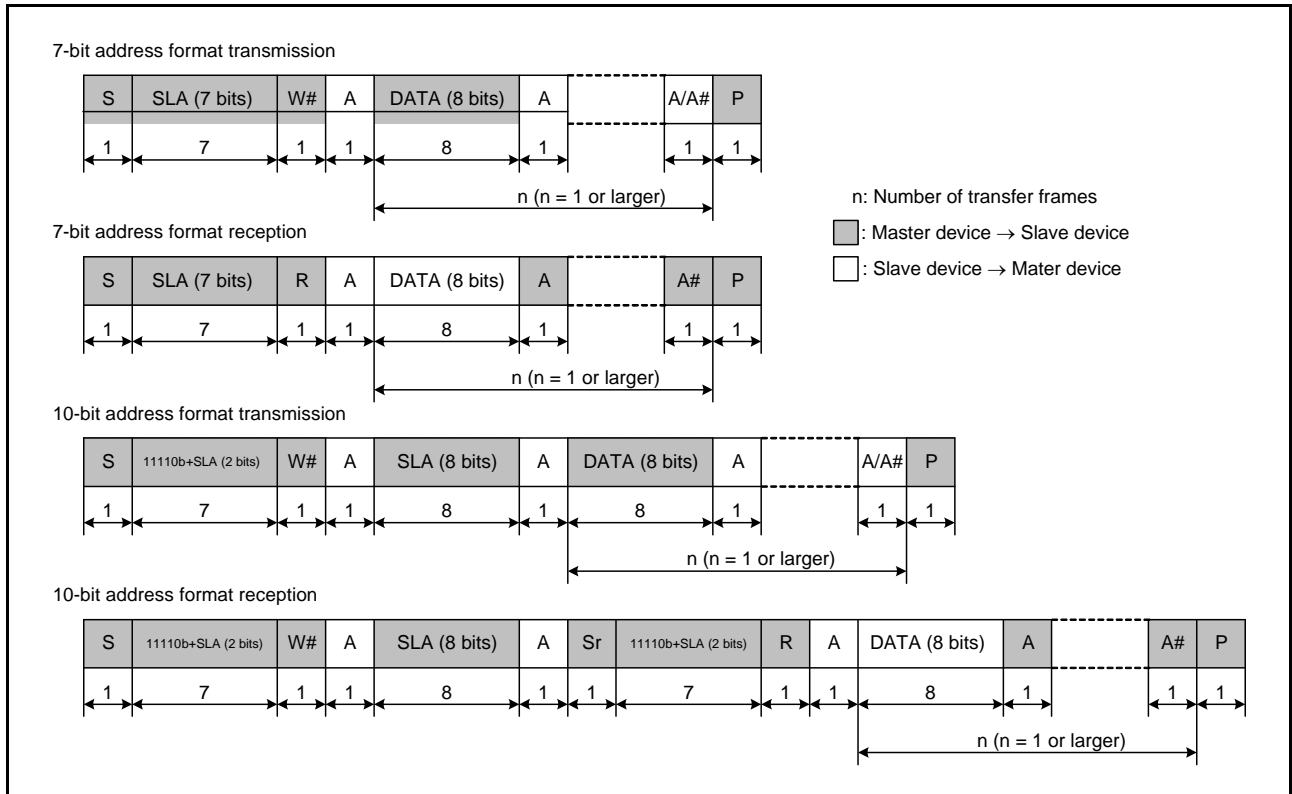 7-bit address format transmission
S SLA (7 bits) W# A DATA (8 bits) A A/A# P
1 7 1 1 8 1 1 1
n (n = 1 or larger)
n: Number of transfer frames
: Master device → Slave device
: Slave device → Mater device
7-bit address format reception
S SLA (7 bits) R A DATA (8 bits) A A# P
1 7 1 1 8 1 1 1
n (n = 1 or larger)
10-bit address format transmission
S 11110b+SLA (2 bits) W# A SLA (8 bits) A DATA (8 bits) A A/A# P
1 7 1 1 8 1 8 1 1 1
n (n = 1 or larger)
10-bit address format reception
S 11110b+SLA (2 bits) W# A SLA (8 bits) A Sr 11110b+SLA (2 bits) R A DATA (8 bits) A A# P
1 7 1 1 8 1 1 7 1 1 8 1 1 1
n (n = 1 or larger)